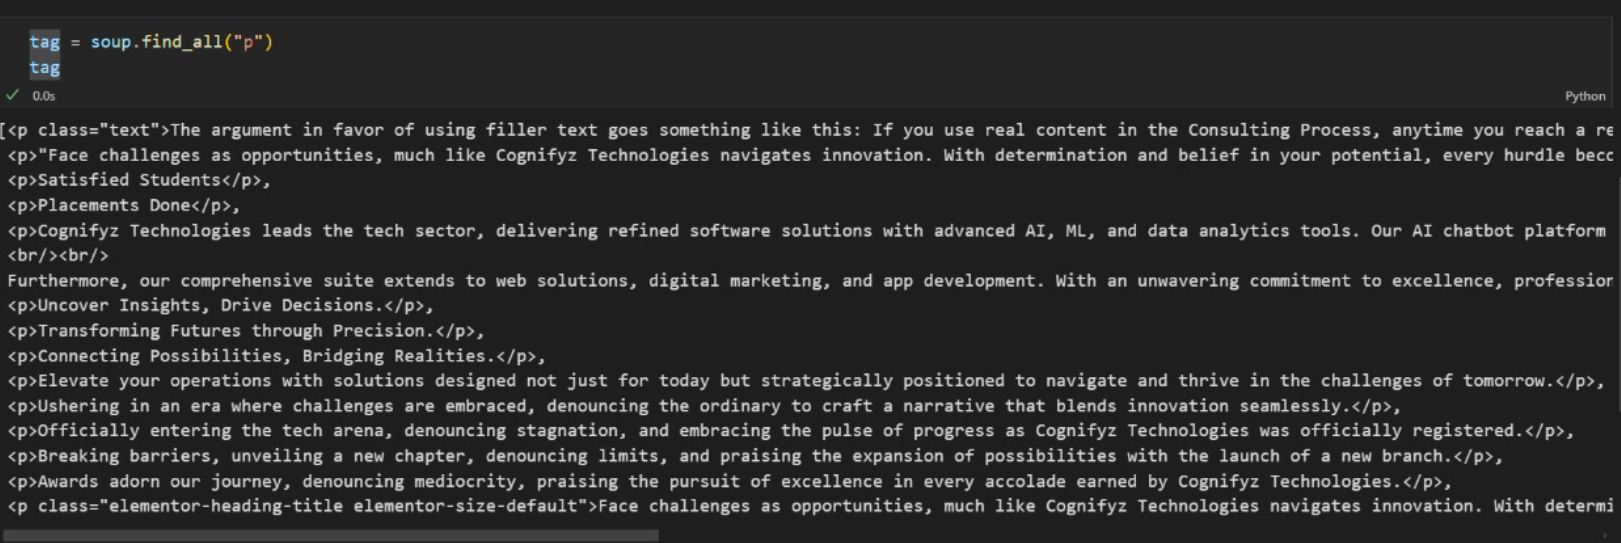 tag = soup.find_all("p")
tag
0.0s
Python
[<p class="text">The argument in favor of using filler text goes something like this: If you use real content in the Consulting Process, anytime you reach a re
<p>"Face challenges as opportunities, much like Cognifyz Technologies navigates innovation. With determination and belief in your potential, every hurdle beco
<p>Satisfied Students</p>,
<p>Placements Done</p>,
<p>Cognifyz Technologies leads the tech sector, delivering refined software solutions with advanced AI, ML, and data analytics tools. Our AI chatbot platform
<br/><br/>
Furthermore, our comprehensive suite extends to web solutions, digital marketing, and app development. With an unwavering commitment to excellence, profession
<p>Uncover Insights, Drive Decisions.</p>,
<p>Transforming Futures through Precision.</p>,
<p>Connecting Possibilities, Bridging Realities.</p>,
<p>Elevate your operations with solutions designed not just for today but strategically positioned to navigate and thrive in the challenges of tomorrow.</p>,
<p>Ushering in an era where challenges are embraced, denouncing the ordinary to craft a narrative that blends innovation seamlessly.</p>,
<p>Officially entering the tech arena, denouncing stagnation, and embracing the pulse of progress as Cognifyz Technologies was officially registered.</p>,
<p>Breaking barriers, unveiling a new chapter, denouncing limits, and praising the expansion of possibilities with the launch of a new branch.</p>,
<p>Awards adorn our journey, denouncing mediocrity, praising the pursuit of excellence in every accolade earned by Cognifyz Technologies.</p>,
<p class="elementor-heading-title elementor-size-default">Face challenges as opportunities, much like Cognifyz Technologies navigates innovation. With determi